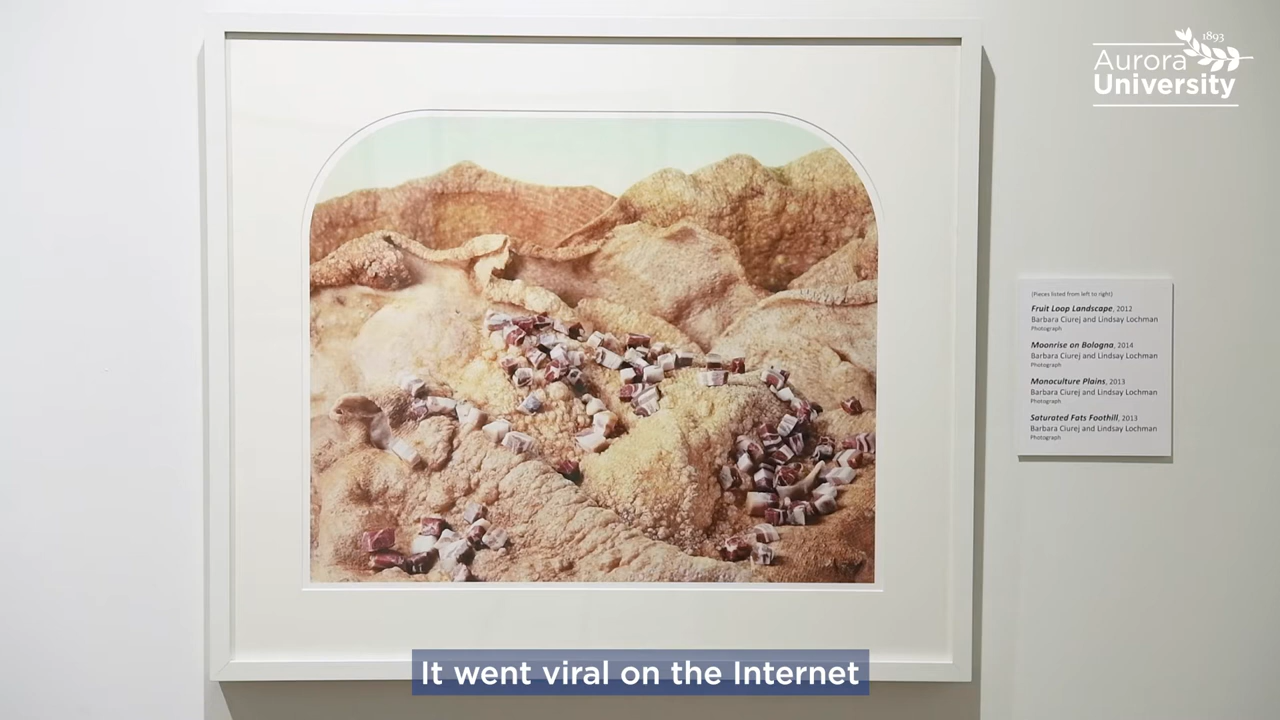 1893
Aurora
University
(Pieces listed from left to right)
Fruit Loop Landscape, 2012
Barbara Ciurej and Lindsay Lochman
Photograph
Moonrise on Bologna, 2014
Barbara Ciurej and Lindsay Lochman
Photograph
Monoculture Plains, 2013
Barbara Ciurej and Lindsay Lochman
Photograph
Saturated Fats Foothill, 2013
Barbara Ciurej and Lindsay Lochman
Photograph
It went viral on the Internet